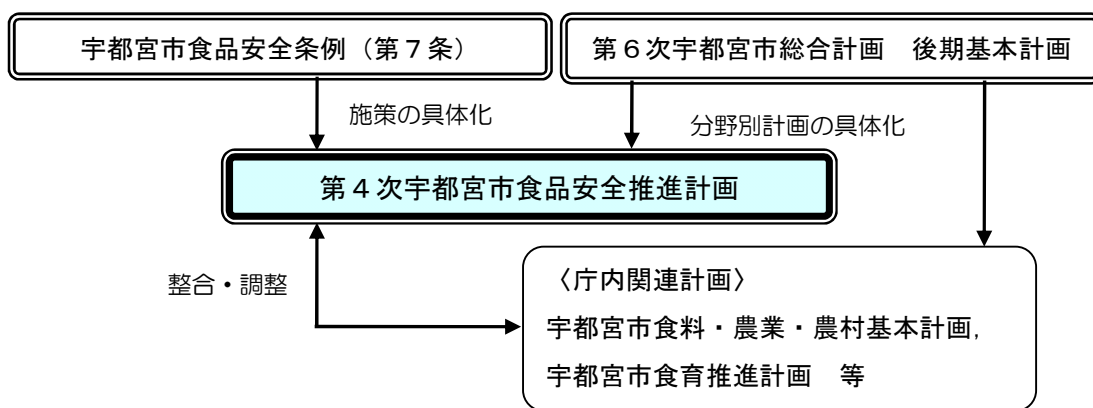 宇都宮市食品安全条例（第７条）
第６次宇都宮市総合計画　後期基本計画
施策の具体化
分野別計画の具体化
第４次宇都宮市食品安全推進計画
整合・調整
〈庁内関連計画〉
宇都宮市食料・農業・農村基本計画，
宇都宮市食育推進計画　等